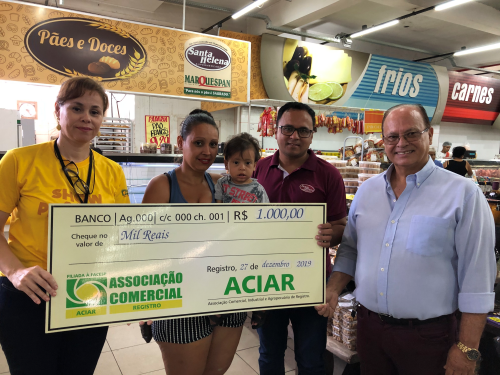 Pães e Doces
Santa Helena
MARQUESPAN
frios
carnes
BANCO Ag.000 c/c 000 ch. 001 R$ 1.000,00
Cheque no valor de Mil Reais
Registro, 27 de dezembro 2019
FILIADA À FACESP
ACIAR
ASSOCIAÇÃO
COMERCIAL
REGISTRO
ACIAR
Associação Comercial, Industrial e Agropecuária de Registro